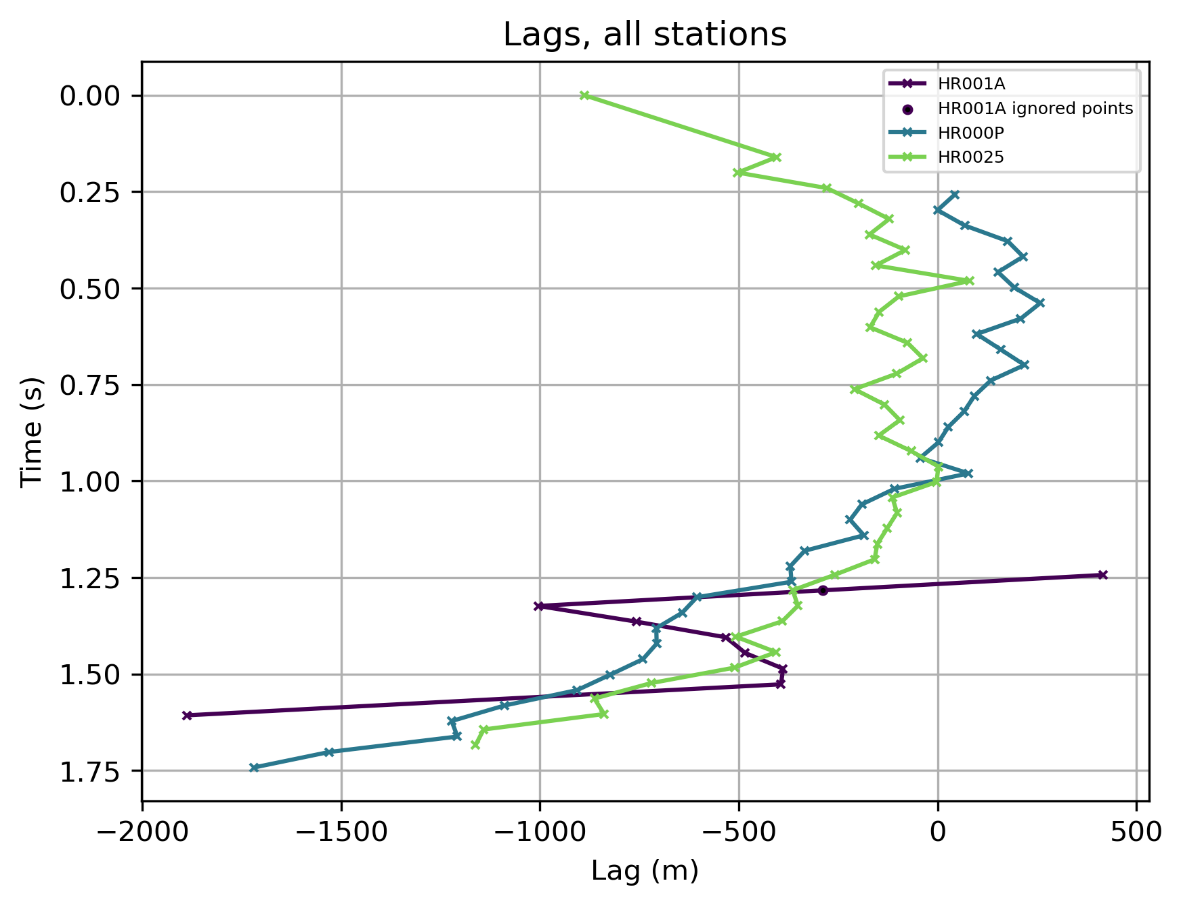 Lags, all stations
HR001A
HR001A ignored points
HR000P
HR0025
Time (s)
0.00
0.25
0.50
0.75
1.00
1.25
1.50
1.75
−2000 −1500 −1000 −500 0 500
Lag (m)